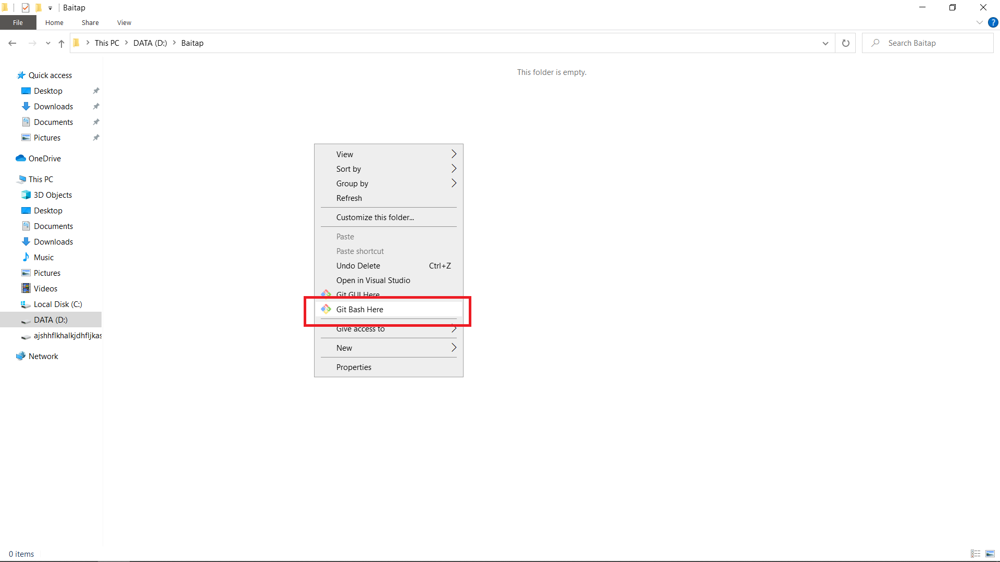 Baitap
File Home Share View
?
This PC > DATA (D:) > Baitap
Search Baitap
This folder is empty.
Quick access
Desktop
Downloads
Documents
Pictures
OneDrive
This PC
3D Objects
Desktop
Documents
Downloads
Music
Pictures
Videos
Local Disk (C:)
DATA (D:)
ajshhflkhalkjdhfljkas
Network
View
Sort by
Group by
Refresh
Customize this folder...
Paste
Paste shortcut
Undo Delete Ctrl+Z
Open in Visual Studio
Git GUI Here
Git Bash Here
Give access to
New
Properties
0 items